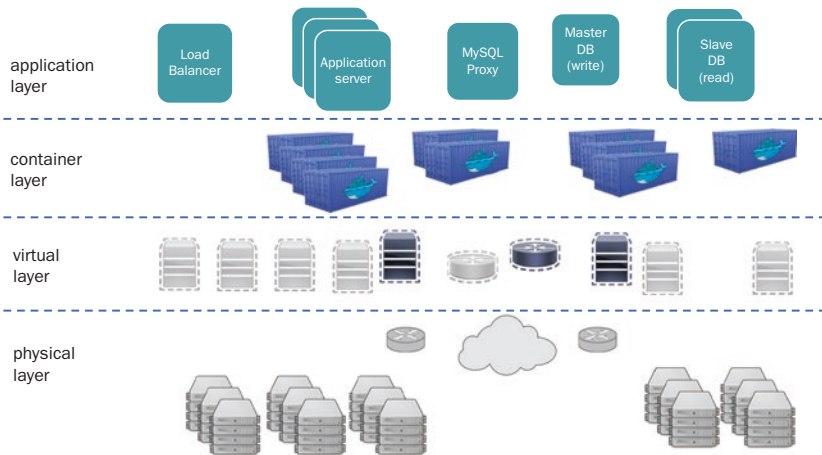 application
layer
Load
Balancer
Application
server
MySQL
Proxy
Master
DB
(write)
Slave
DB
(read)
container
layer
virtual
layer
physical
layer